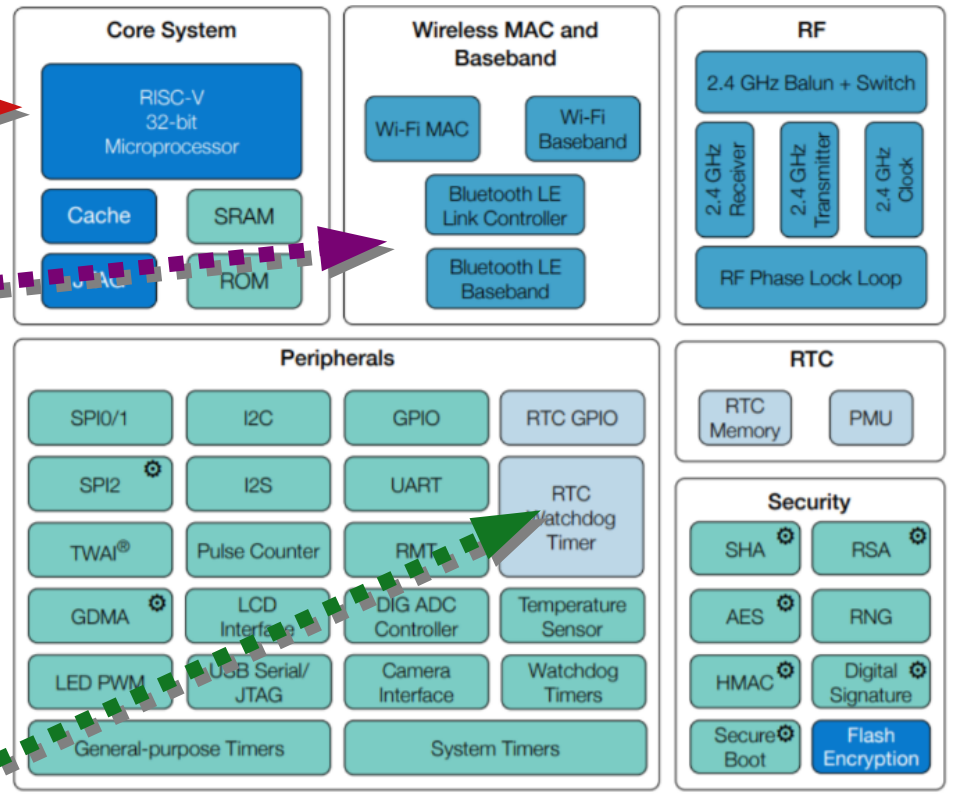 Core System
RISC-V
32-bit
Microprocessor
Cache
SRAM
JTAG
ROM
Wireless MAC and
Baseband
Wi-Fi MAC
Wi-Fi
Baseband
Bluetooth LE
Link Controller
Bluetooth LE
Baseband
RF
2.4 GHz Balun + Switch
2.4 GHz
Receiver
2.4 GHz
Transmitter
2.4 GHz
Clock
RF Phase Lock Loop
Peripherals
SPI0/1
I2C
GPIO
RTC GPIO
SPI2
I2S
UART
RTC
Watchdog
Timer
TWAI®
Pulse Counter
RMT
GDMA
LCD
Interface
DIG ADC
Controller
Temperature
Sensor
LED PWM
USB Serial/
JTAG
Camera
Interface
Watchdog
Timers
General-purpose Timers
System Timers
RTC
RTC
Memory
PMU
Security
SHA
RSA
AES
RNG
HMAC
Digital
Signature
Secure
Boot
Flash
Encryption